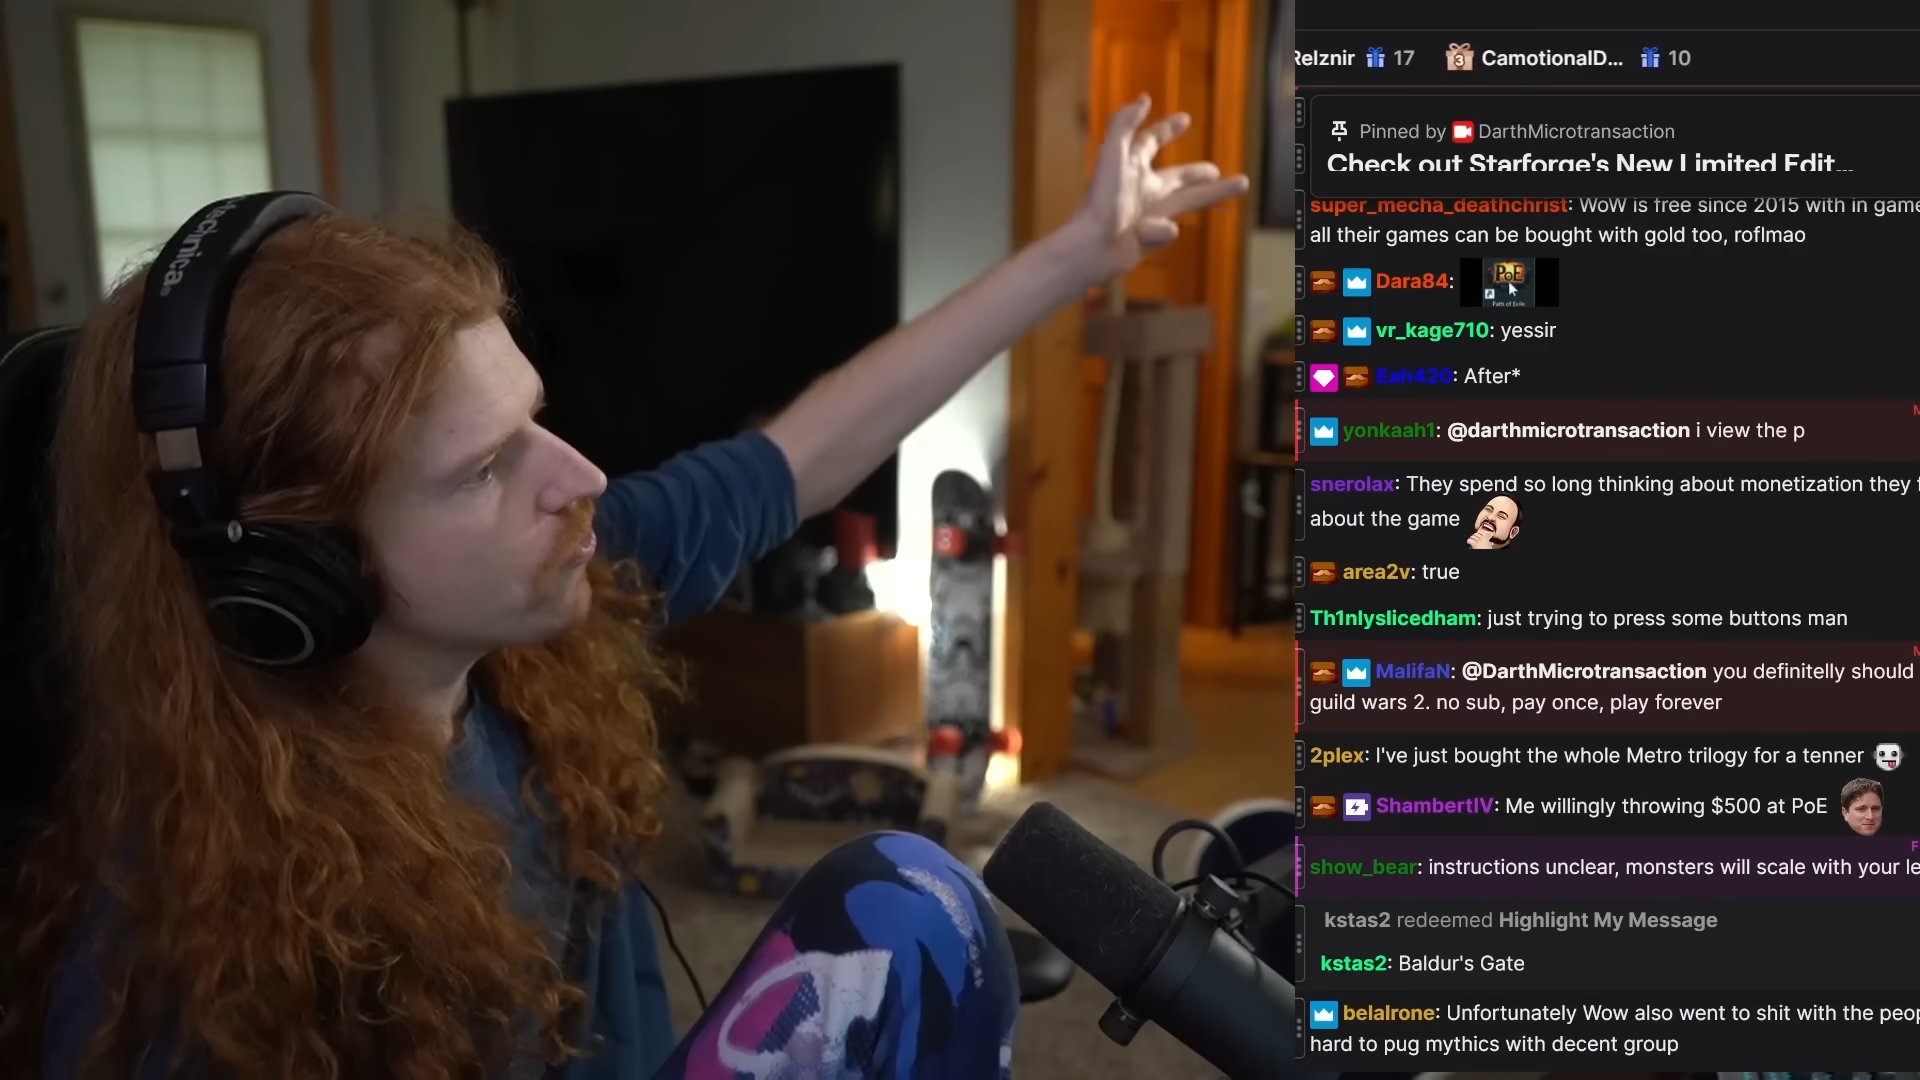 Relznir 17 3 CamotionalD... 10
Pinned by DarthMicrotransaction
Check out Starforge's New Limited Edit...
super_mecha_deathchrist: WoW is free since 2015 with in game
all their games can be bought with gold too, roflmao
Dara84: PoE
Path of Exile
vr_kage710: yessir
Eah420: After*
yonkaah1: @darthmicrotransaction i view the p
snerolax: They spend so long thinking about monetization they
about the game
area2v: true
Th1nlyslicedham: just trying to press some buttons man
MalifaN: @DarthMicrotransaction you definitelly should
guild wars 2. no sub, pay once, play forever
2plex: I've just bought the whole Metro trilogy for a tenner
ShambertIV: Me willingly throwing $500 at PoE
show_bear: instructions unclear, monsters will scale with your le
kstas2 redeemed Highlight My Message
kstas2: Baldur's Gate
belalrone: Unfortunately Wow also went to shit with the peop
hard to pug mythics with decent group